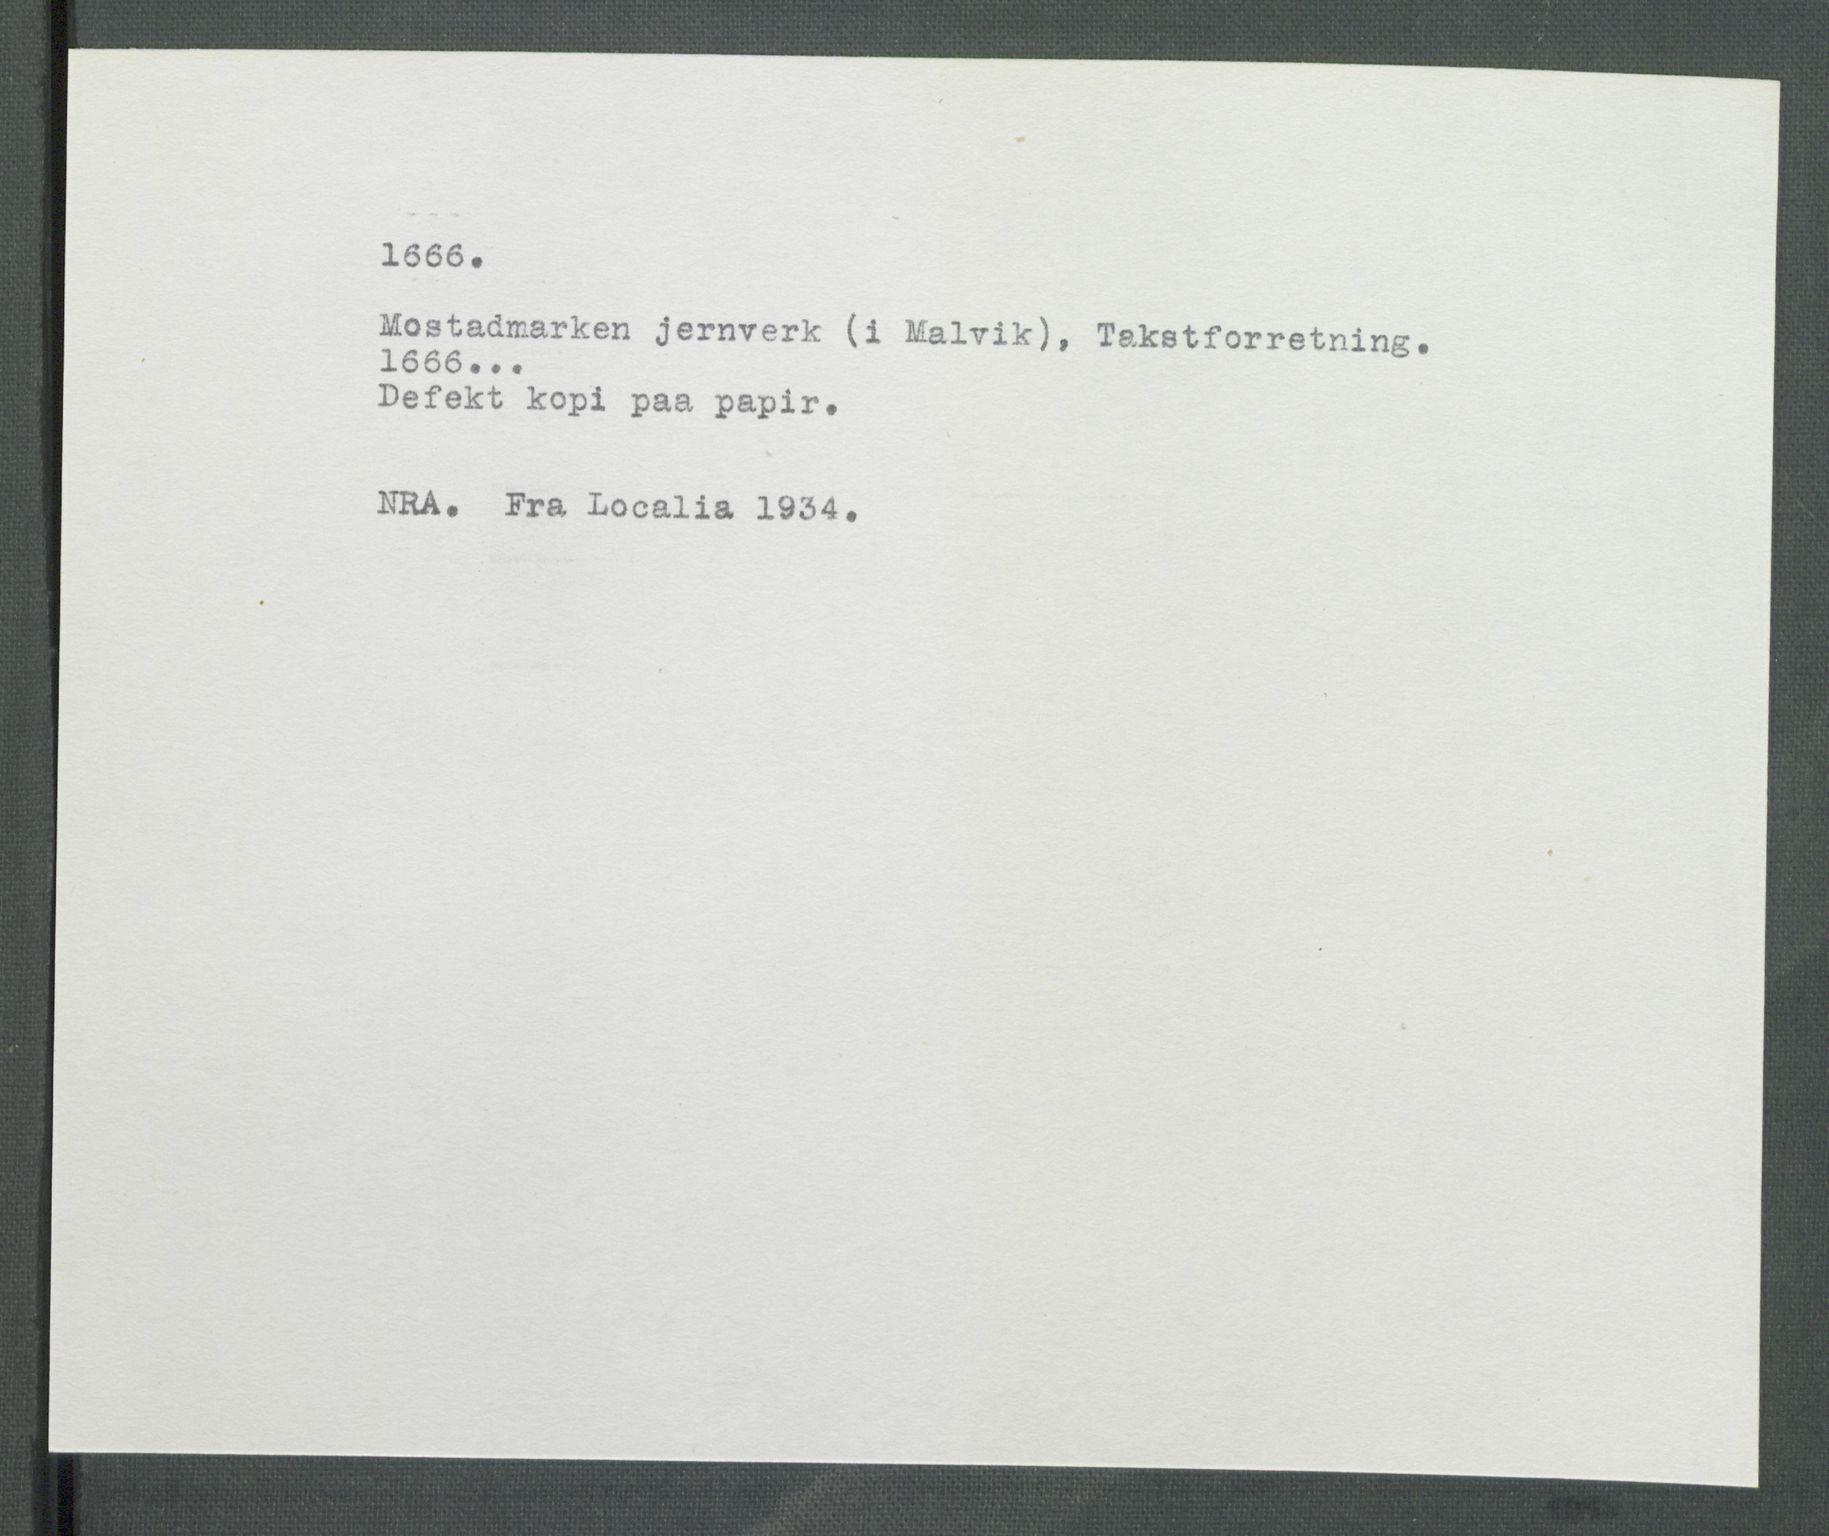 1666.
Mostadmarken jernverk (i Malvik), Takstforretning.
1666...
Defekt kopi paa papir.
NRA. Fra Localia 1934.